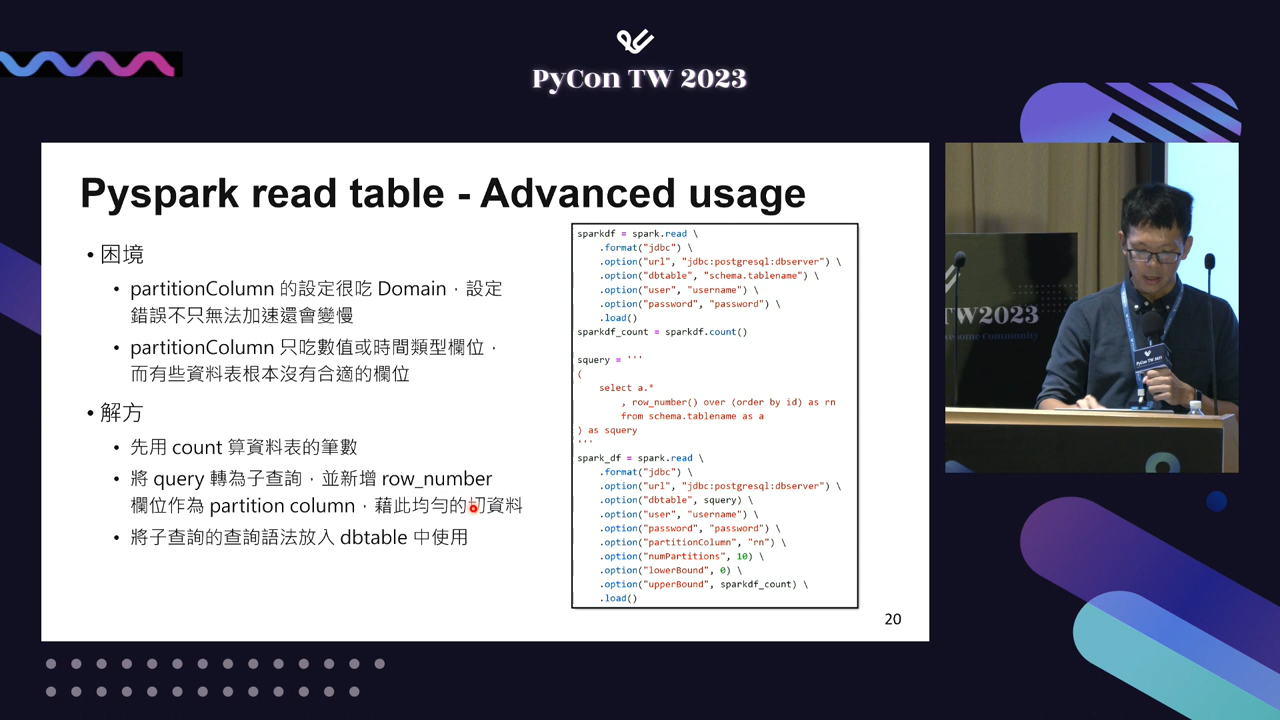 PyCon TW 2023
Pyspark read table - Advanced usage
• 困境
• partitionColumn 的設定很吃 Domain，設定
錯誤不只無法加速還會變慢
• partitionColumn 只吃數值或時間類型欄位，
而有些資料表根本沒有合適的欄位
• 解方
• 先用 count 算資料表的筆數
• 將 query 轉為子查詢，並新增 row_number
欄位作為 partition column，藉此均勻的切資料
• 將子查詢的查詢語法放入 dbtable 中使用
sparkdf = spark.read \
    .format("jdbc") \
    .option("url", "jdbc:postgresql:dbserver") \
    .option("dbtable", "schema.tablename") \
    .option("user", "username") \
    .option("password", "password") \
    .load()
sparkdf_count = sparkdf.count()
squery = '''
(
    select a.*
        , row_number() over (order by id) as rn
        from schema.tablename as a
) as squery
'''
spark_df = spark.read \
    .format("jdbc") \
    .option("url", "jdbc:postgresql:dbserver") \
    .option("dbtable", squery) \
    .option("user", "username") \
    .option("password", "password") \
    .option("partitionColumn", "rn") \
    .option("numPartitions", 10) \
    .option("lowerBound", 0) \
    .option("upperBound", sparkdf_count) \
    .load()
20
TW2023
Community
PyCon TW 2023